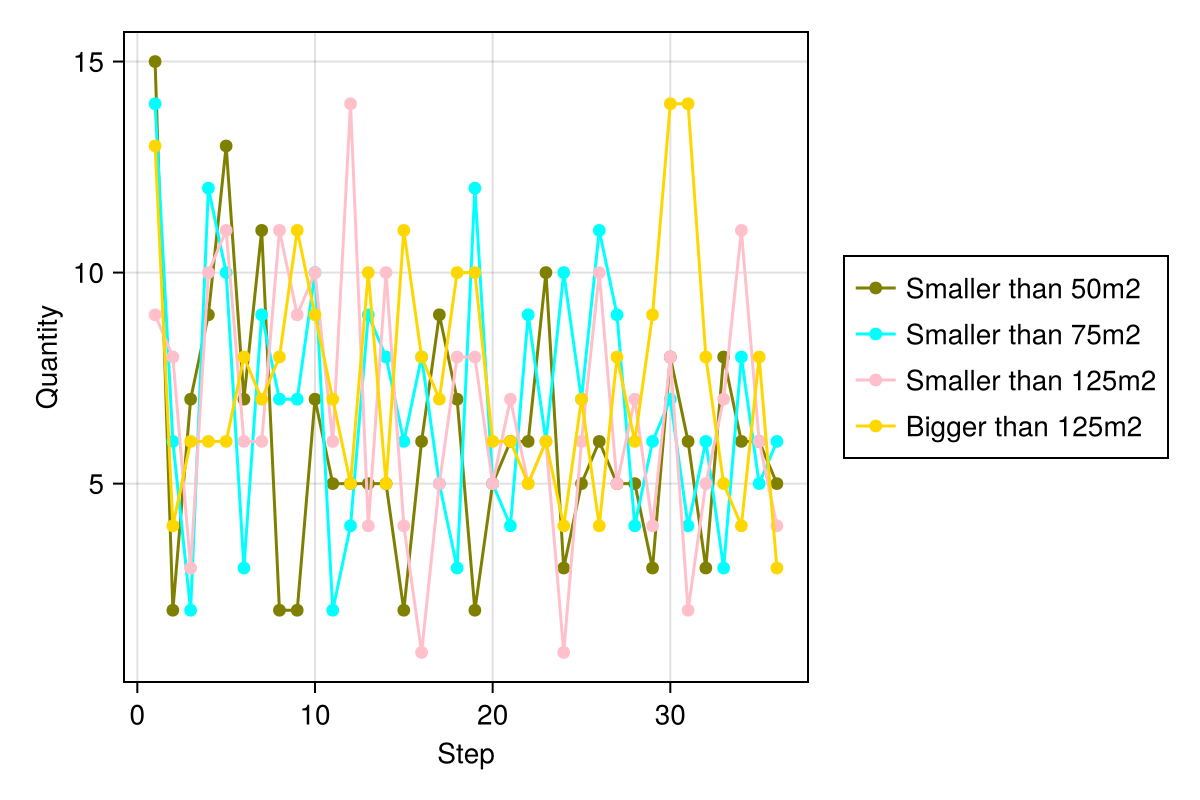 15
10
5
Quantity
0 10 20 30
Step
Smaller than 50m2
Smaller than 75m2
Smaller than 125m2
Bigger than 125m2